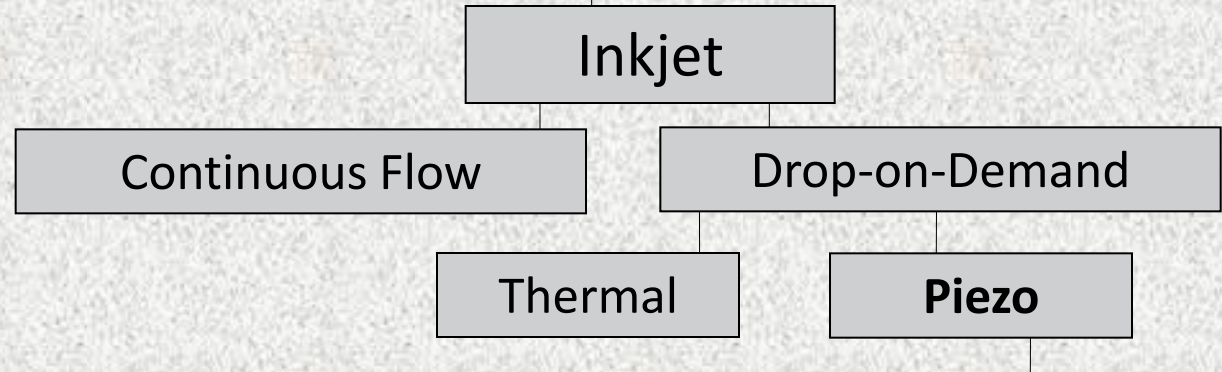 Inkjet
Continuous Flow
Drop-on-Demand
Thermal
Piezo